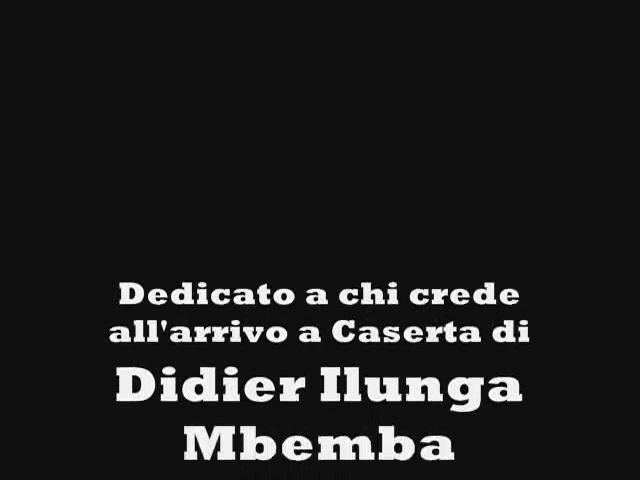 Dedicato a chi crede
all'arrivo a Caserta di
Didier Ilunga
Mbemba